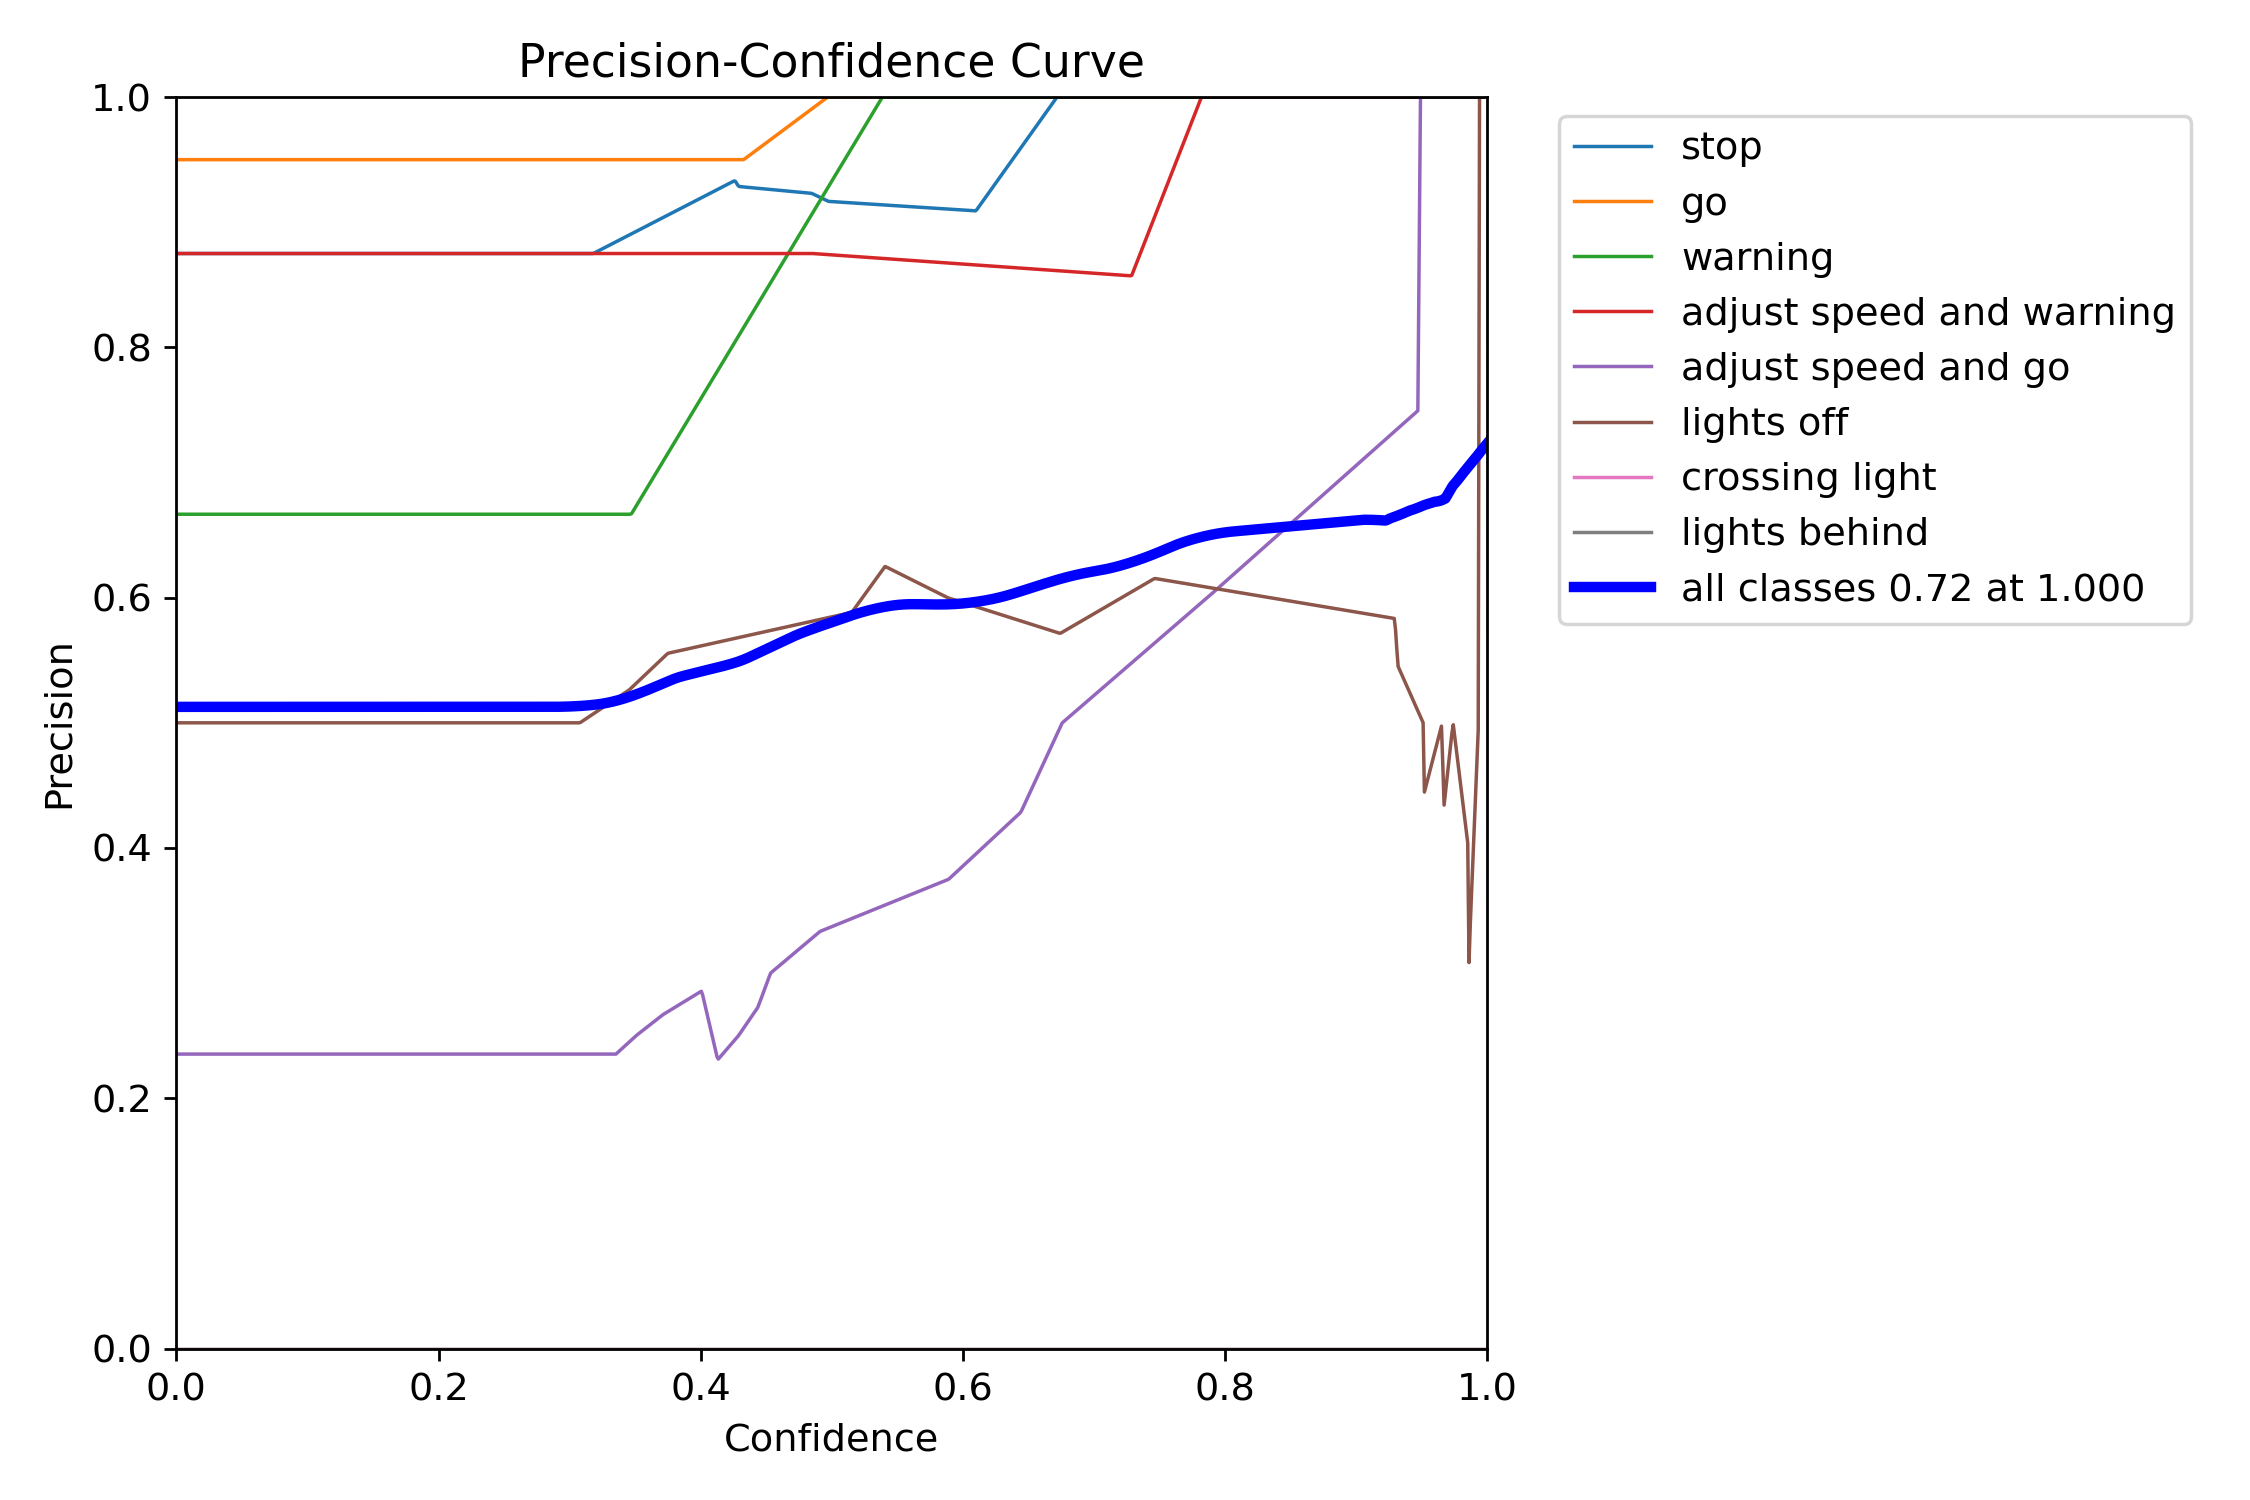 Precision-Confidence Curve
1.0
0.8
0.6
0.4
0.2
0.0
Precision
0.0 0.2 0.4 0.6 0.8 1.0
Confidence
stop
go
warning
adjust speed and warning
adjust speed and go
lights off
crossing light
lights behind
all classes 0.72 at 1.000